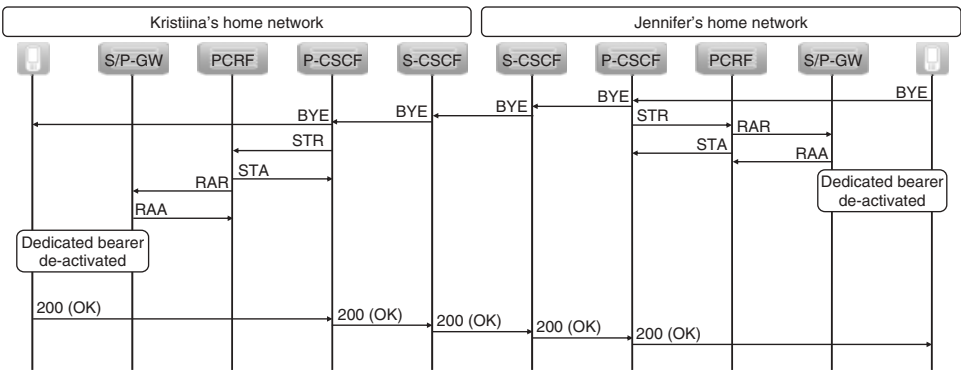 Kristiina's home network
Jennifer's home network
S/P-GW
PCRF
P-CSCF
S-CSCF
S-CSCF
P-CSCF
PCRF
S/P-GW
BYE
BYE
BYE
BYE
BYE
STR
RAR
STR
STA
RAA
STA
RAR
Dedicated bearer
de-activated
RAA
Dedicated bearer
de-activated
200 (OK)
200 (OK)
200 (OK)
200 (OK)
200 (OK)